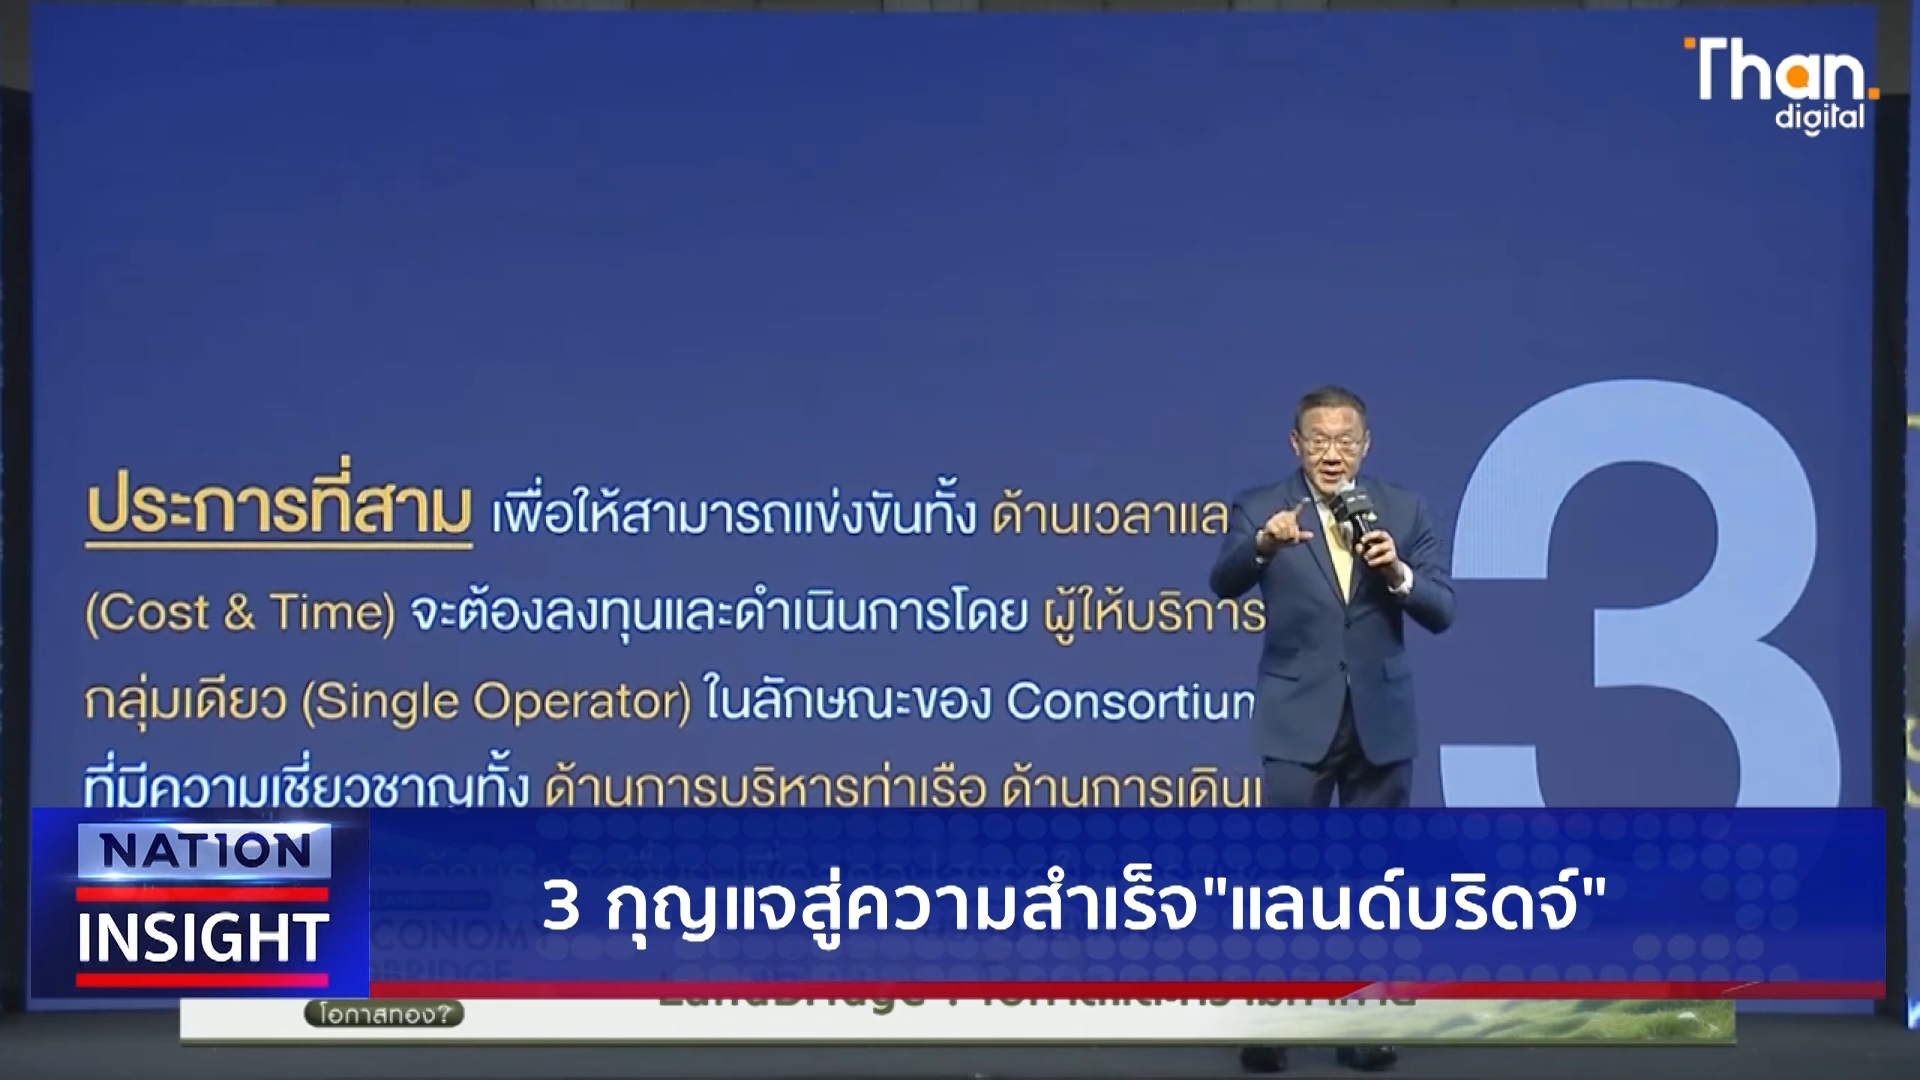 Than.
digital
ประการที่สาม เพื่อให้สามารถแข่งขันทั้ง ด้านเวลาแล
(Cost & Time) จะต้องลงทุนและดำเนินการโดย ผู้ให้บริการ
กลุ่มเดียว (Single Operator) ในลักษณะของ Consortium
ที่มีความเชี่ยวชาญทั้ง ด้านการบริหารท่าเรือ ด้านการเดินเ
3
NATION
INSIGHT
3 กุญแจสู่ความสำเร็จ"แลนด์บริดจ์"
โอกาสทอง?